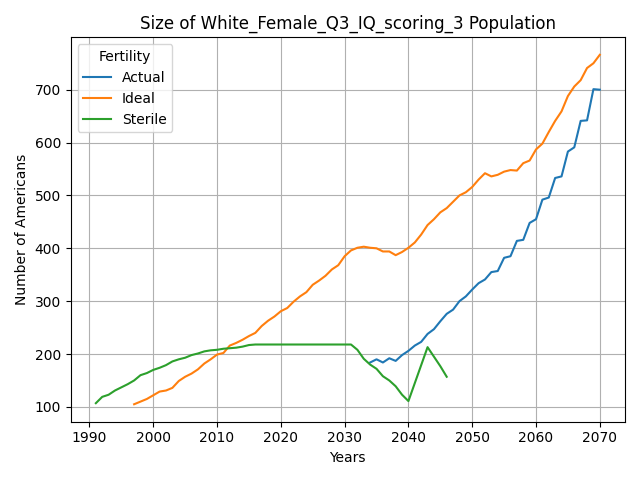 Size of White_Female_Q3_IQ_scoring_3 Population
Fertility
Actual
Ideal
Sterile
Number of Americans
700
600
500
400
300
200
100
1990 2000 2010 2020 2030 2040 2050 2060 2070
Years